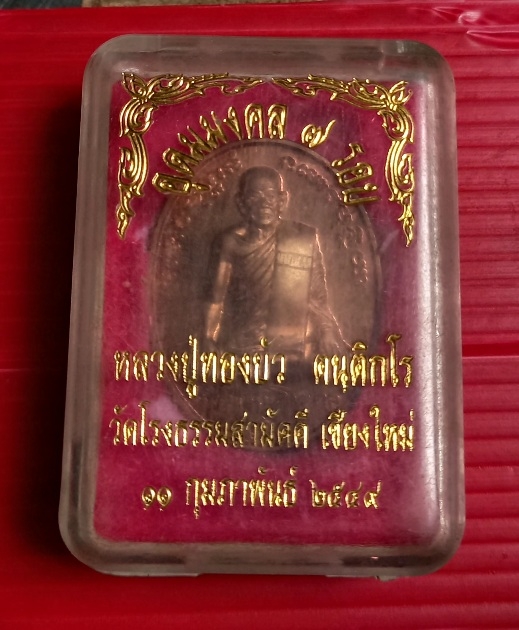 อุดมมงคล ๗ รอบ
หลวงปู่ทองบัว ตนฺติกโร
วัดโรงธรรมสามัคคี เชียงใหม่
๑๑ กุมภาพันธ์ ๒๕๔๙